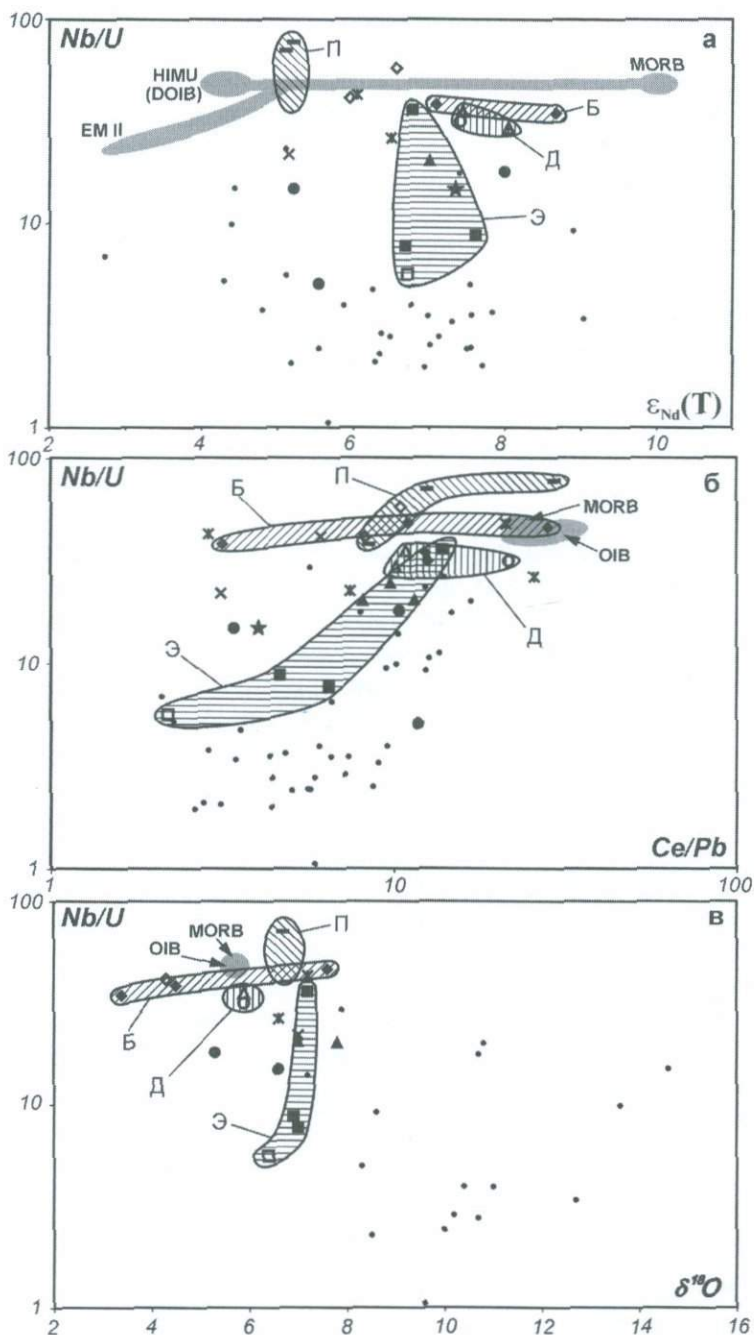 100
Nb/U
а
П
HIMU
(DOIB)
MORB
EM II
Б
Д
10
Э
1
εNd(T)
2 4 6 8 10
100
Nb/U
б
П
Б
MORB
OIB
Э
Д
10
1
Ce/Pb
1 10 100
100
Nb/U
в
П
MORB
OIB
Б
Д
Э
10
1
δ¹⁸O
2 4 6 8 10 12 14 16